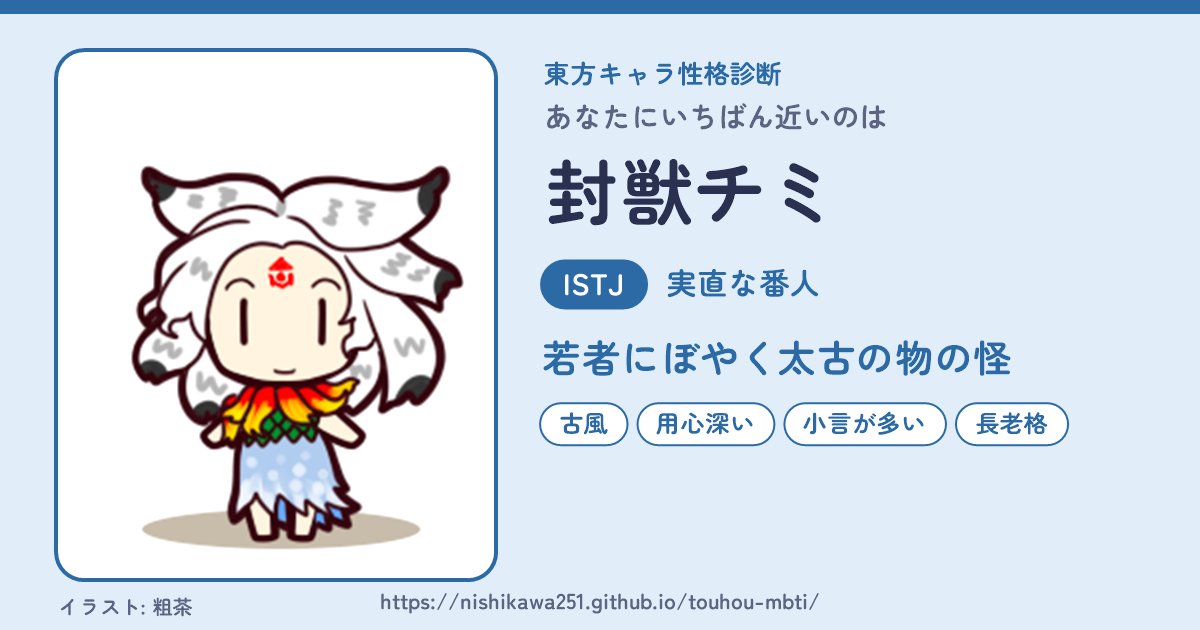 東方キャラ性格診断
あなたにいちばん近いのは
封獣チミ
ISTJ 実直な番人
若者にぼやく太古の物の怪
古風 用心深い 小言が多い 長老格
イラスト: 粗茶
https://nishikawa251.github.io/touhou-mbti/